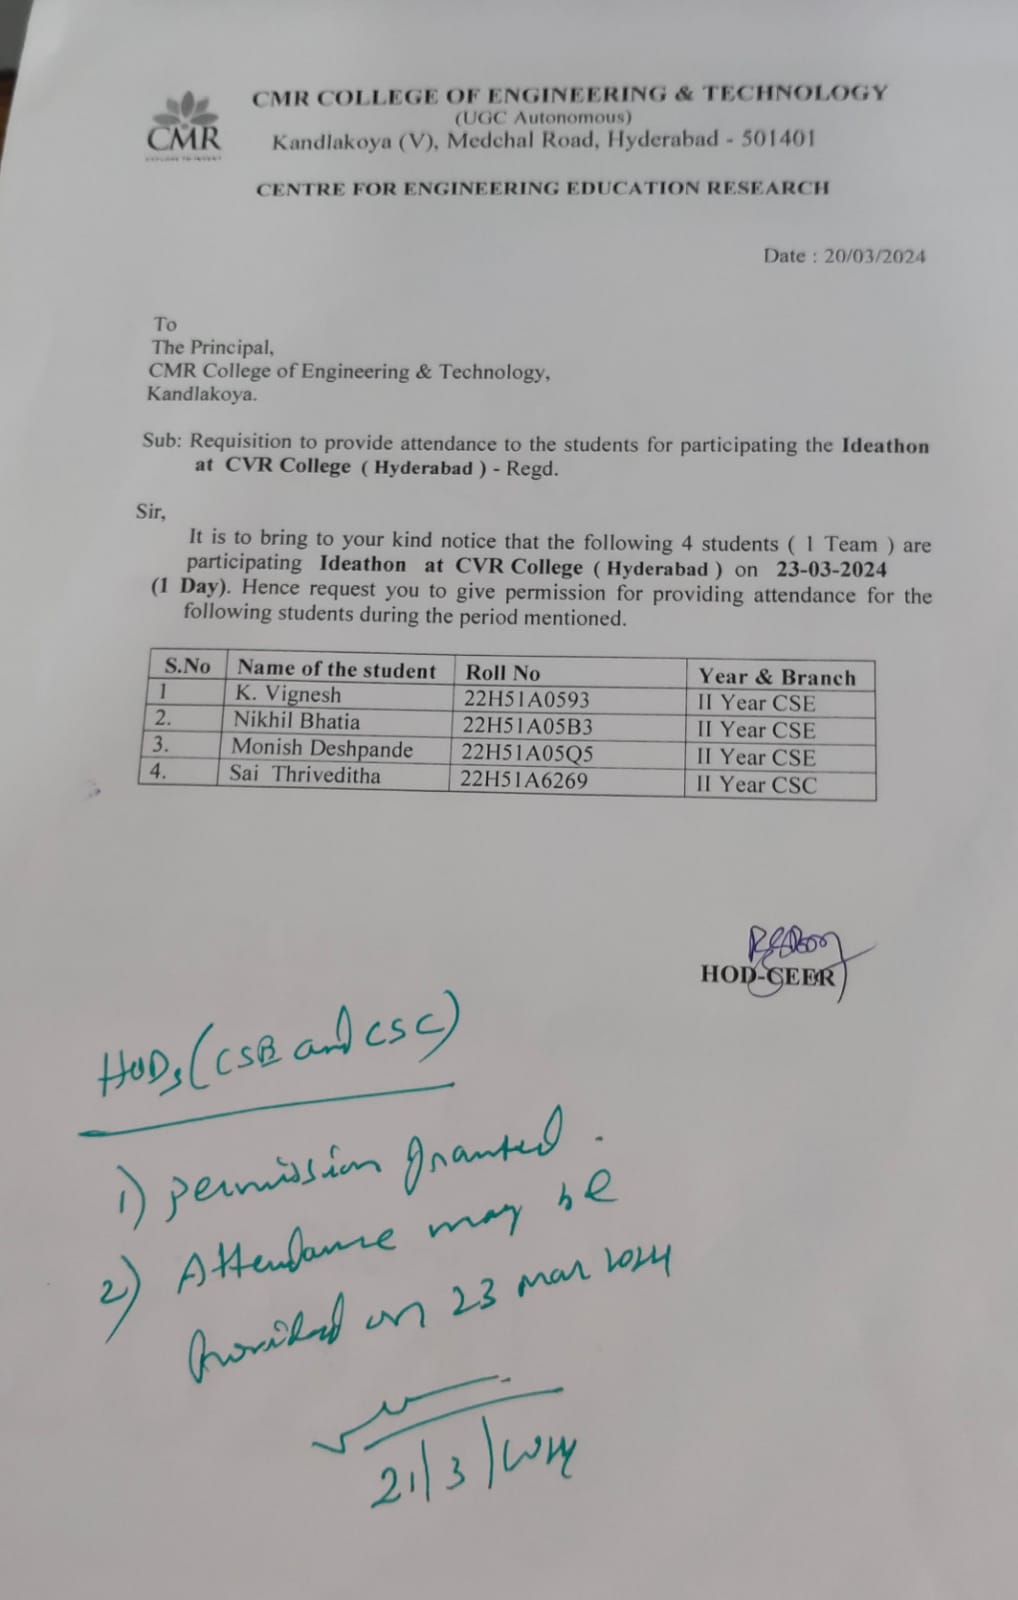 CMR COLLEGE OF ENGINEERING & TECHNOLOGY
(UGC Autonomous)
Kandlakoya (V), Medchal Road, Hyderabad - 501401
CMR
EXPLORE TO INVENT
CENTRE FOR ENGINEERING EDUCATION RESEARCH
Date : 20/03/2024
To
The Principal,
CMR College of Engineering & Technology,
Kandlakoya.
Sub: Requisition to provide attendance to the students for participating the Ideathon
at CVR College ( Hyderabad ) - Regd.
Sir,
It is to bring to your kind notice that the following 4 students ( 1 Team ) are
participating Ideathon at CVR College ( Hyderabad ) on 23-03-2024
(1 Day). Hence request you to give permission for providing attendance for the
following students during the period mentioned.
S.No Name of the student Roll No Year & Branch
1 K. Vignesh 22H51A0593 II Year CSE
2. Nikhil Bhatia 22H51A05B3 II Year CSE
3. Monish Deshpande 22H51A05Q5 II Year CSE
4. Sai Thriveditha 22H51A6269 II Year CSC
HOD-CEER
HODs (CSE and CSC)
1) permission granted.
2) Attendance may be
provided on 23 mar 2024
21/3/2024